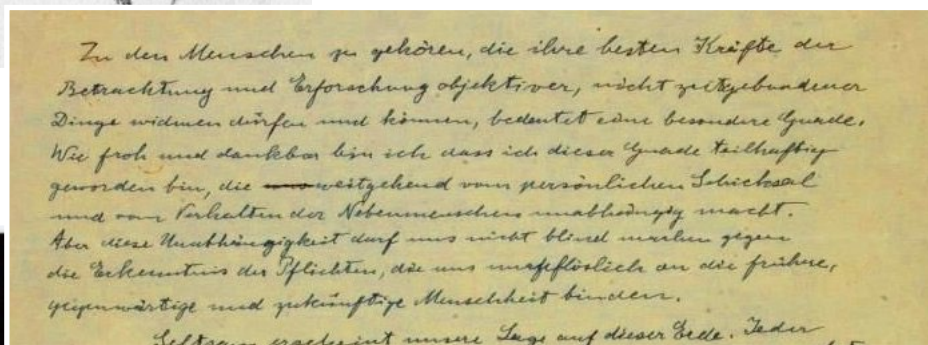 Zu den Menschen zu gehören, die ihre besten Kräfte der
Betrachtung und Erforschung objektiver, nicht zeitgebundener
Dinge widmen dürfen und können, bedeutet eine besondere Gnade.
Wie froh und dankbar bin ich dass ich dieser Gnade teilhaftig
geworden bin, die weitgehend vom persönlichen Schicksal
und vom Verhalten der Nebenmenschen unabhängig macht.
Aber diese Unabhängigkeit darf uns nicht blind machen gegen
die Erkenntnis der Pflichten, die uns unauflöslich an die frühere,
gegenwärtige und zukünftige Menschheit binden.
Seltsam erscheint unsere Lage auf dieser Erde. Jeder